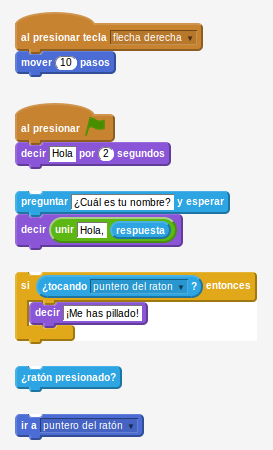 al presionar tecla flecha derecha
mover 10 pasos
al presionar
decir Hola por 2 segundos
preguntar ¿Cuál es tu nombre? y esperar
decir unir Hola, respuesta
si ¿tocando puntero del raton ? entonces
decir ¡Me has pillado!
¿ratón presionado?
ir a puntero del ratón